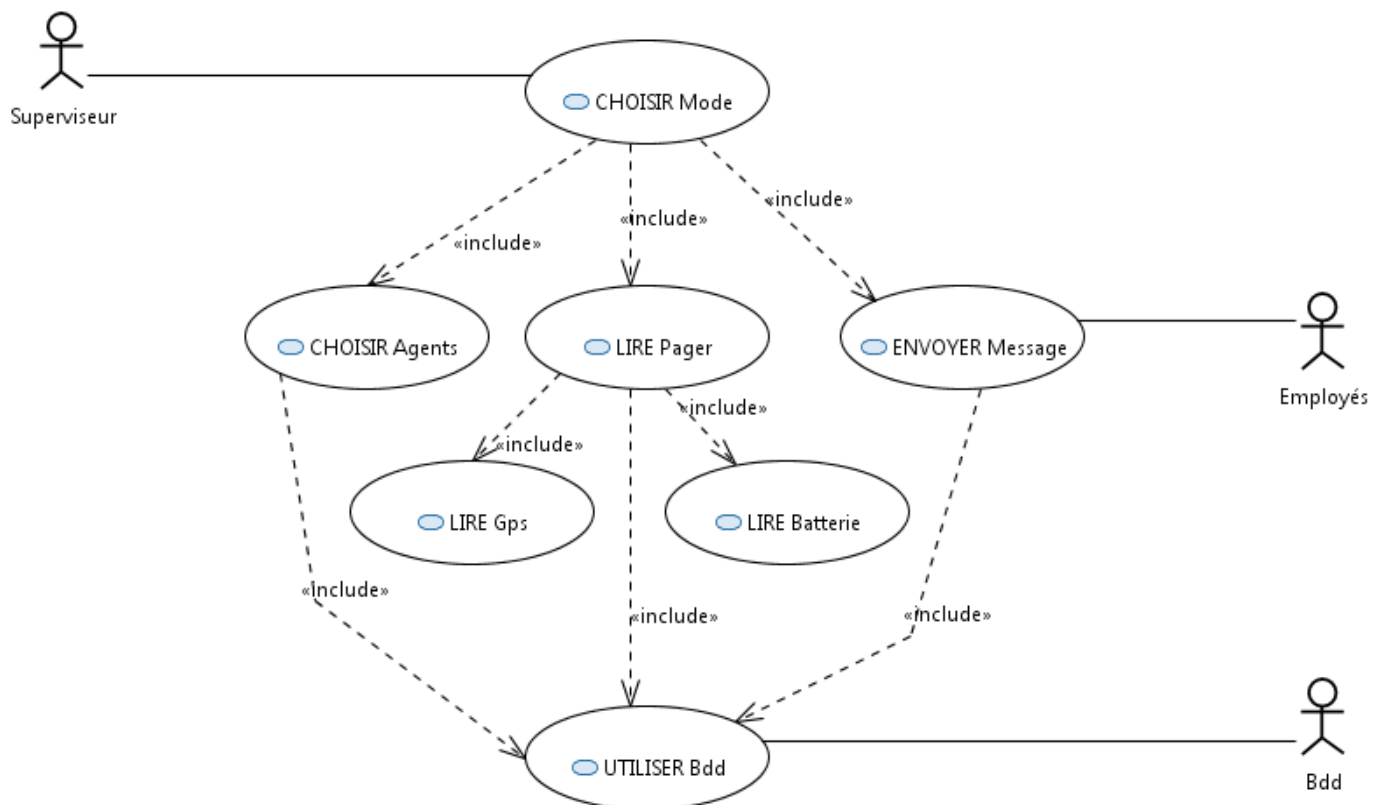 Superviseur
CHOISIR Mode
«include»
«include»
«include»
CHOISIR Agents
LIRE Pager
ENVOYER Message
Employés
«include»
«include»
LIRE Gps
LIRE Batterie
«include»
«include»
«include»
UTILISER Bdd
Bdd